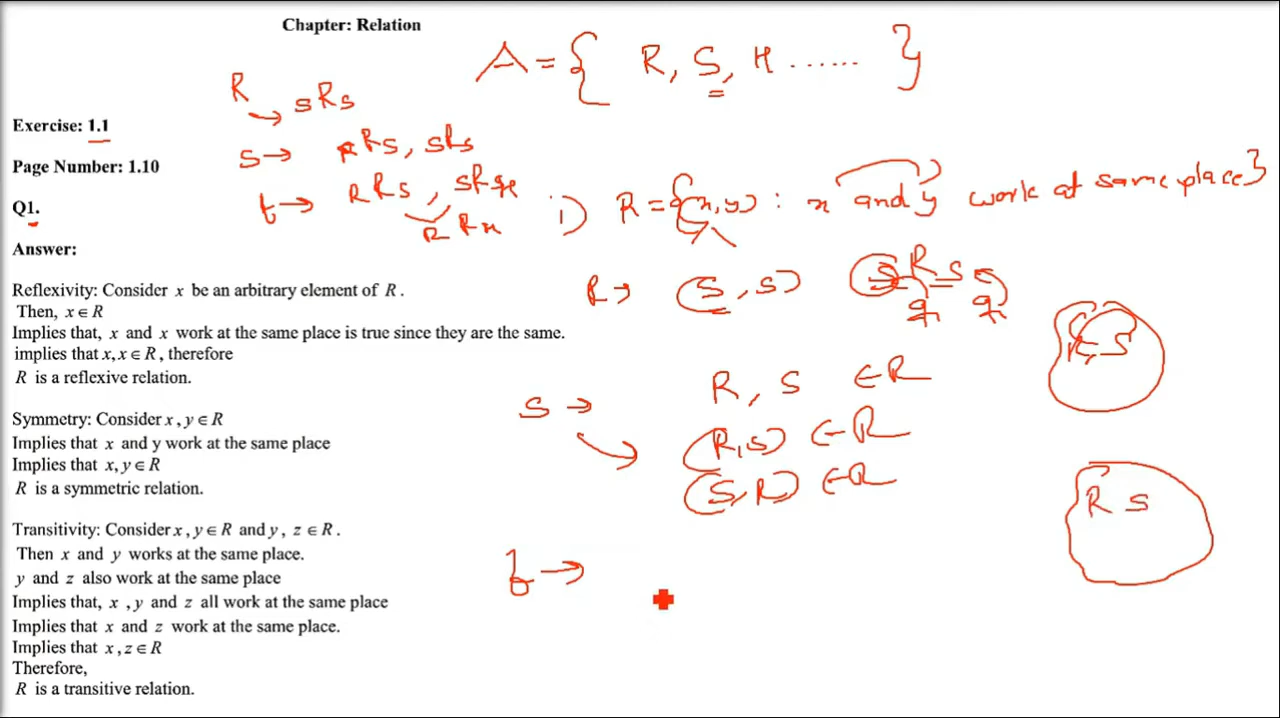 Chapter: Relation
A = { R, S, H ...... }
R
→ sRs
Exercise: 1.1
s → RRs, sRs
Page Number: 1.10
t → RRs, sRx
RRx
i) R = {(x,y) : x and y work at same place}
Q1.
Answer:
R → (s,s) sRs
Reflexivity: Consider x be an arbitrary element of R.
Then, x ∈ R
Implies that, x and x work at the same place is true since they are the same.
implies that x,x ∈ R, therefore
R is a reflexive relation.
R, S
s → R, S ∈ R
(R,S) ∈ R
(S,R) ∈ R
Symmetry: Consider x,y ∈ R
Implies that x and y work at the same place
Implies that x,y ∈ R
R is a symmetric relation.
R S
Transitivity: Consider x,y ∈ R and y, z ∈ R.
Then x and y works at the same place.
y and z also work at the same place
Implies that, x ,y and z all work at the same place
Implies that x and z work at the same place.
Implies that x,z ∈ R
Therefore,
R is a transitive relation.
t →